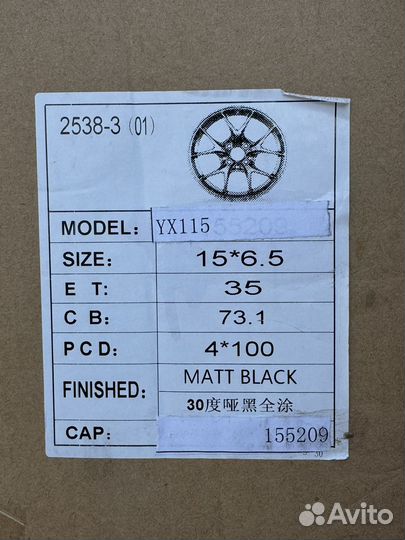 2538-3 (01)
MODEL: YX115
SIZE: 15*6.5
E T: 35
C B: 73.1
P C D: 4*100
FINISHED: MATT BLACK
30度哑黑全涂
CAP: 155209
Avito